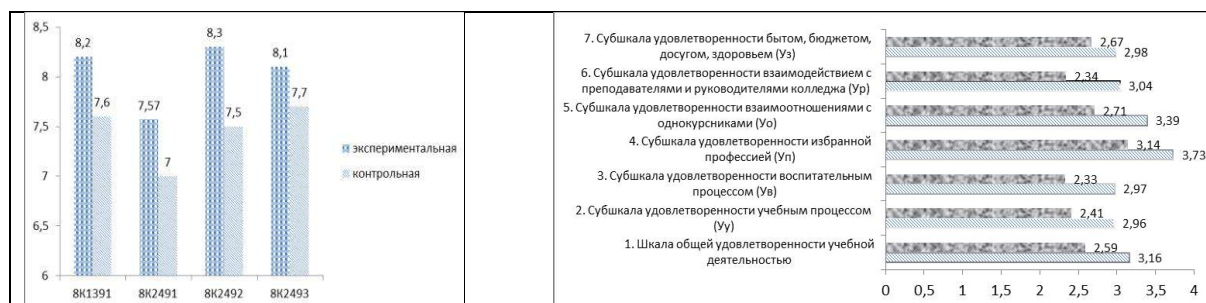 8,5
8
7,5
7
6,5
6
8,2
7,6
7,57
7
8,3
7,5
8,1
7,7
8К1391
8К2491
8К2492
8К2493
экспериментальная
контрольная
7. Субшкала удовлетворенности бытом, бюджетом,
досугом, здоровьем (Уз)
2,67
2,98
6. Субшкала удовлетворенности взаимодействием с
преподавателями и руководителями колледжа (Ур)
2,34
3,04
5. Субшкала удовлетворенности взаимоотношениями с
однокурсниками (Уо)
2,71
3,39
4. Субшкала удовлетворенности избранной
профессией (Уп)
3,14
3,73
3. Субшкала удовлетворенности воспитательным
процессом (Ув)
2,33
2,97
2. Субшкала удовлетворенности учебным процессом
(Уу)
2,41
2,96
1. Шкала общей удовлетворенности учебной
деятельностью
2,59
3,16
0 0,5 1 1,5 2 2,5 3 3,5 4